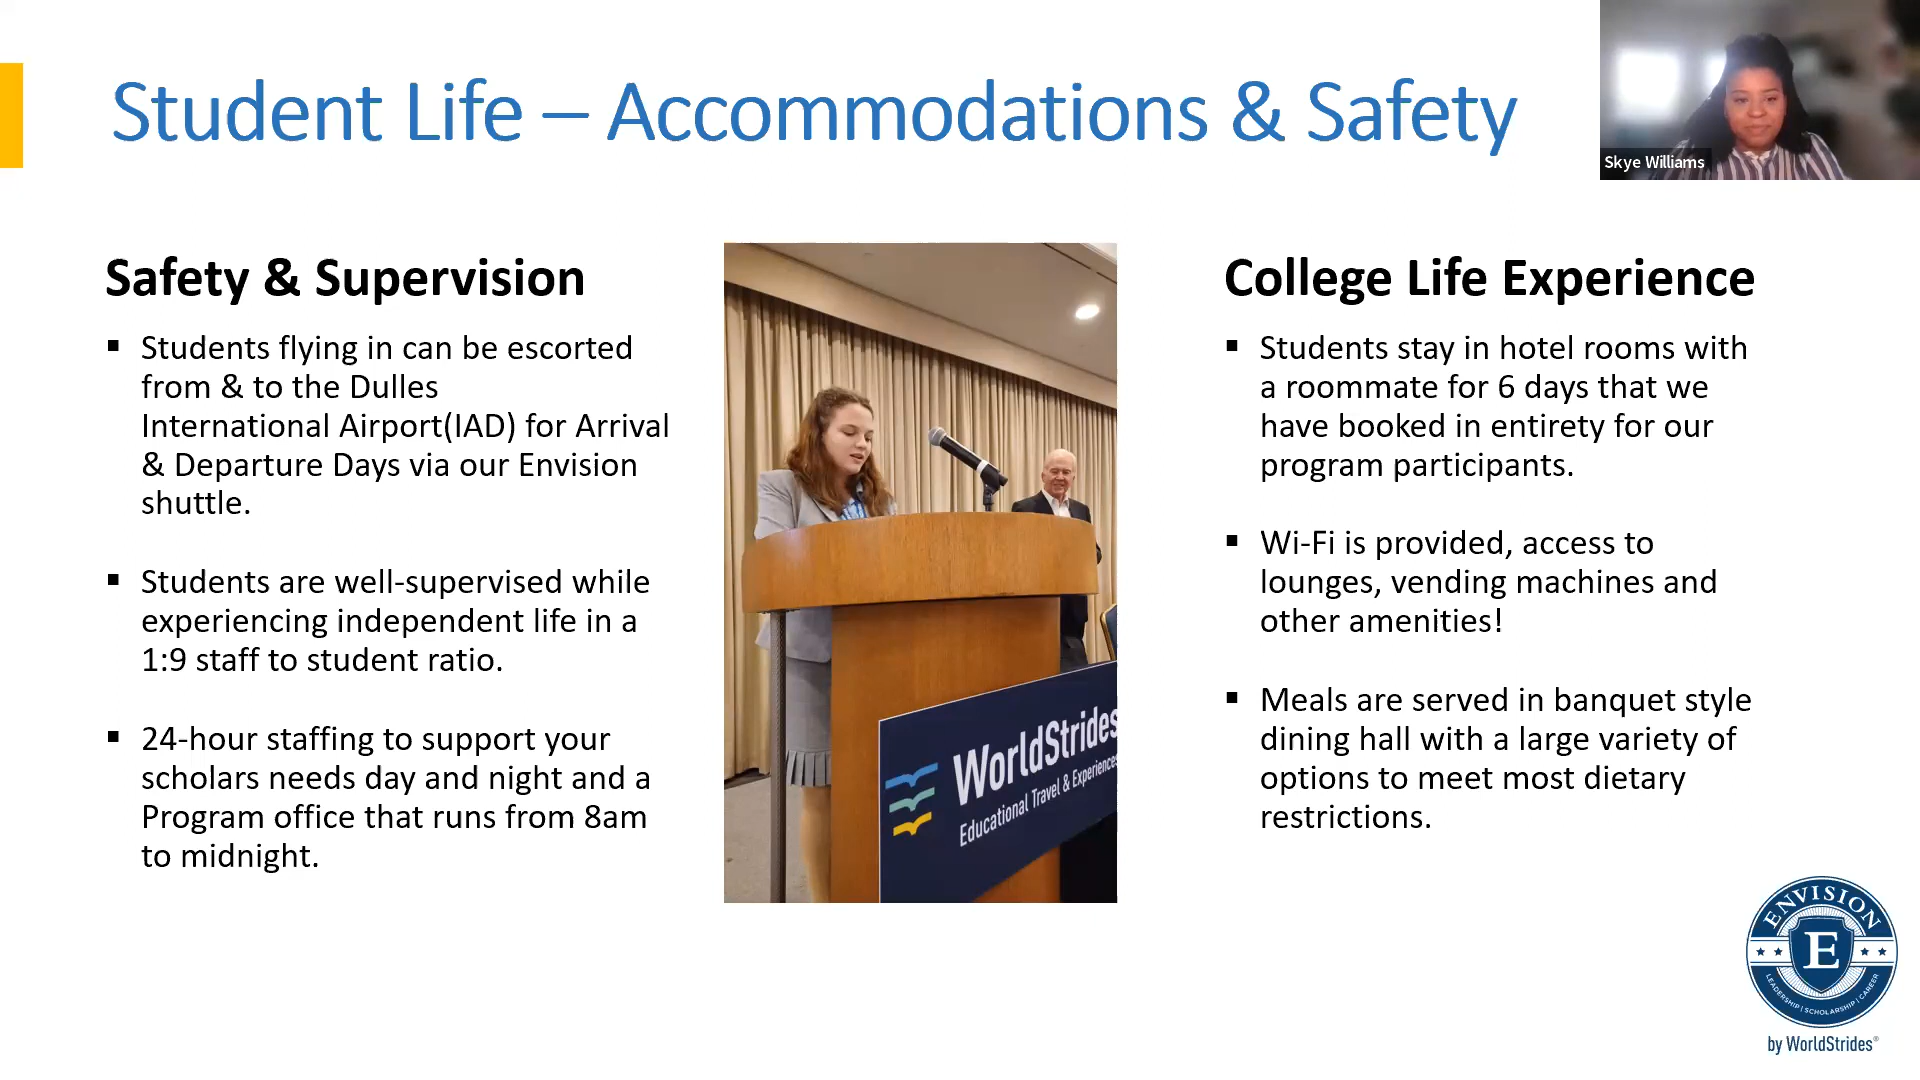 Student Life – Accommodations & Safety
Skye Williams
Safety & Supervision
▪ Students flying in can be escorted
from & to the Dulles
International Airport(IAD) for Arrival
& Departure Days via our Envision
shuttle.
▪ Students are well-supervised while
experiencing independent life in a
1:9 staff to student ratio.
▪ 24-hour staffing to support your
scholars needs day and night and a
Program office that runs from 8am
to midnight.
WorldStrides
Educational Travel & Experiences
College Life Experience
▪ Students stay in hotel rooms with
a roommate for 6 days that we
have booked in entirety for our
program participants.
▪ Wi-Fi is provided, access to
lounges, vending machines and
other amenities!
▪ Meals are served in banquet style
dining hall with a large variety of
options to meet most dietary
restrictions.
ENVISION
E
LEADERSHIP | SCHOLARSHIP | CAREER
by WorldStrides®